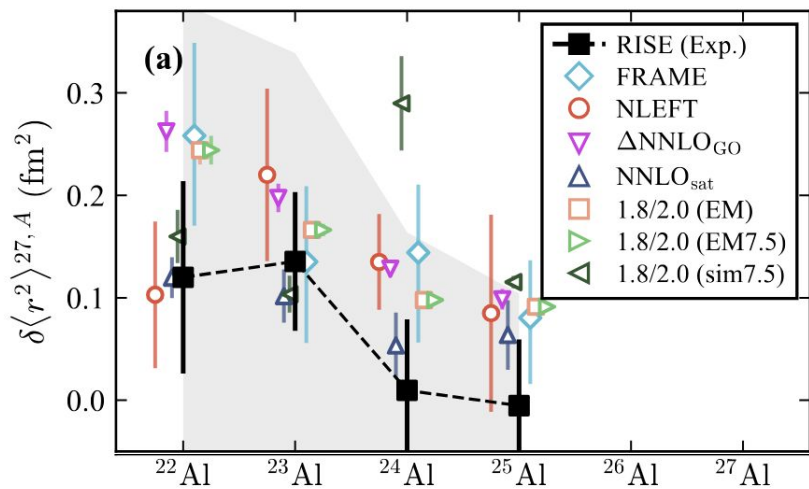 (a)
RISE (Exp.)
FRAME
NLEFT
ΔNNLO_GO
NNLO_sat
1.8/2.0 (EM)
1.8/2.0 (EM7.5)
1.8/2.0 (sim7.5)
0.3
0.2
0.1
0.0
δ⟨r²⟩²⁷,ᴬ (fm²)
²²Al ²³Al ²⁴Al ²⁵Al ²⁶Al ²⁷Al